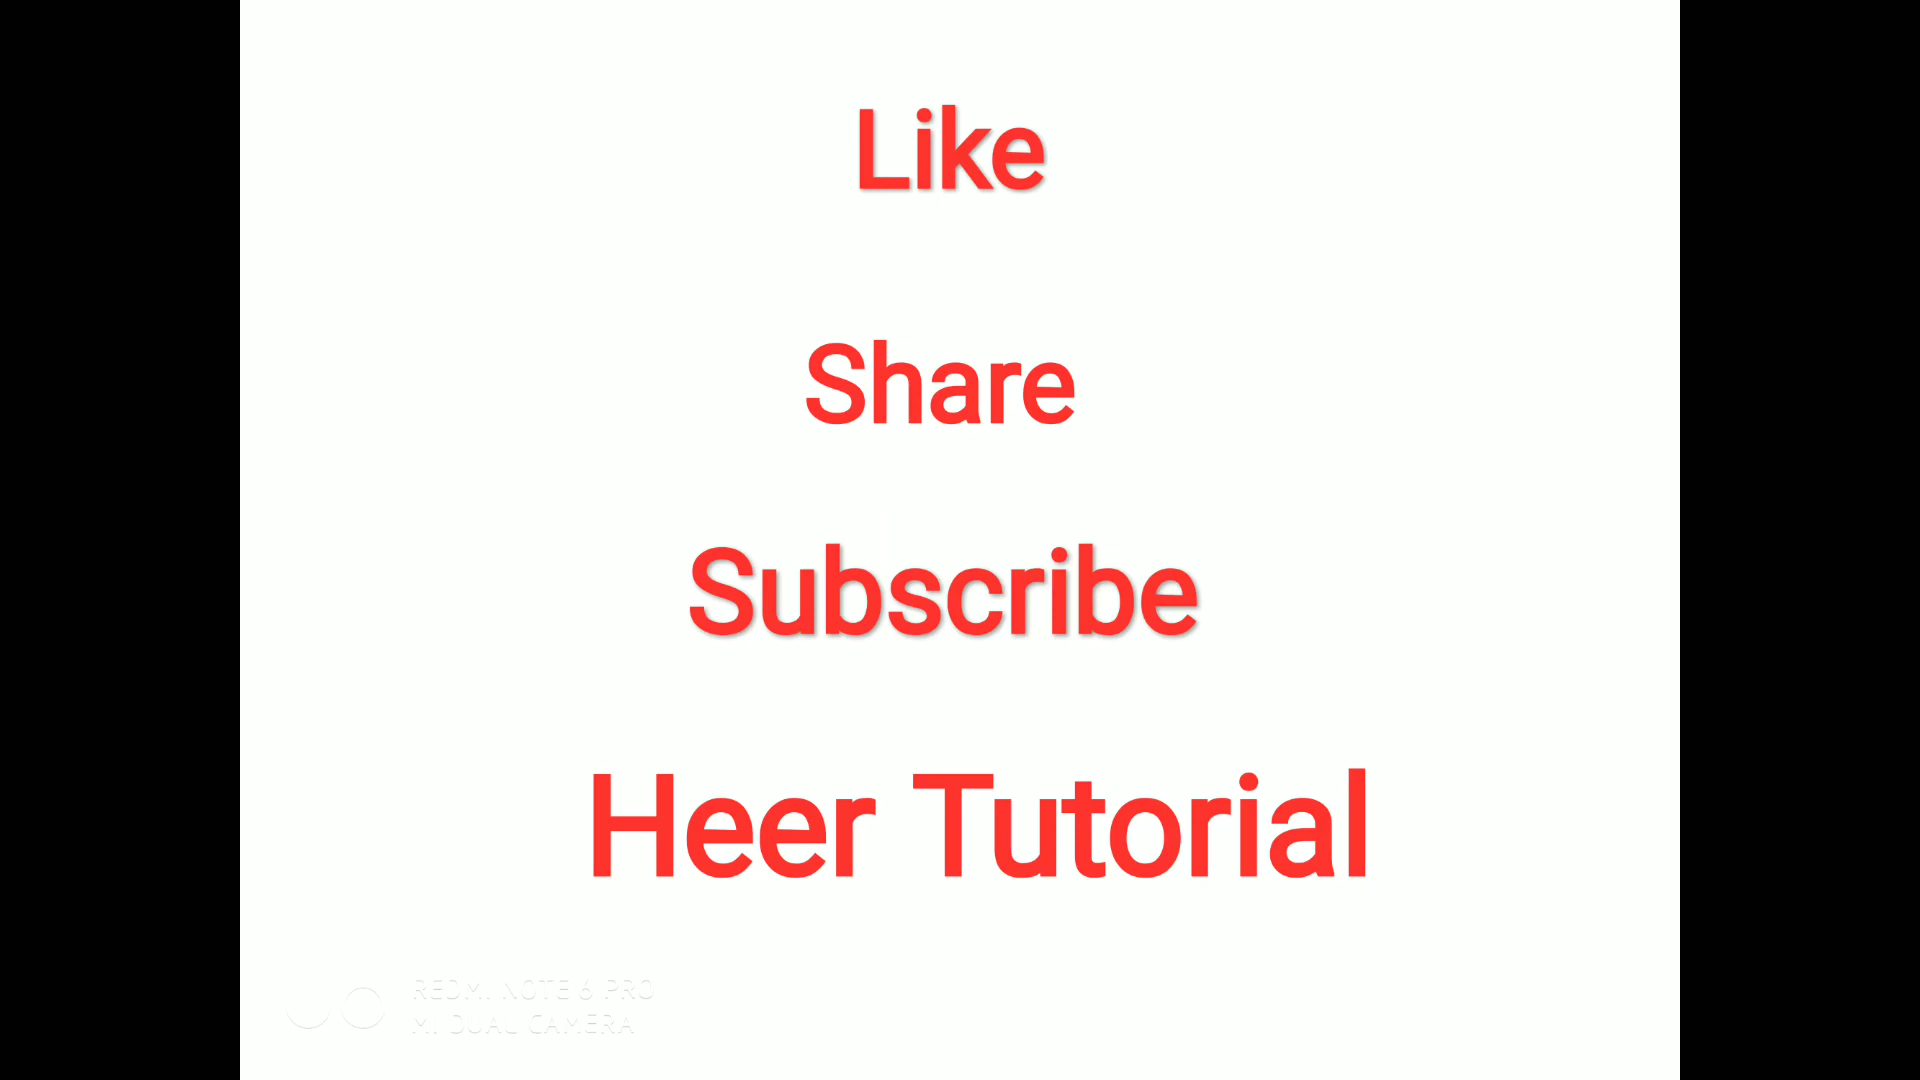 Like
Share
Subscribe
Heer Tutorial
REDMI NOTE 6 PRO
MI DUAL CAMERA